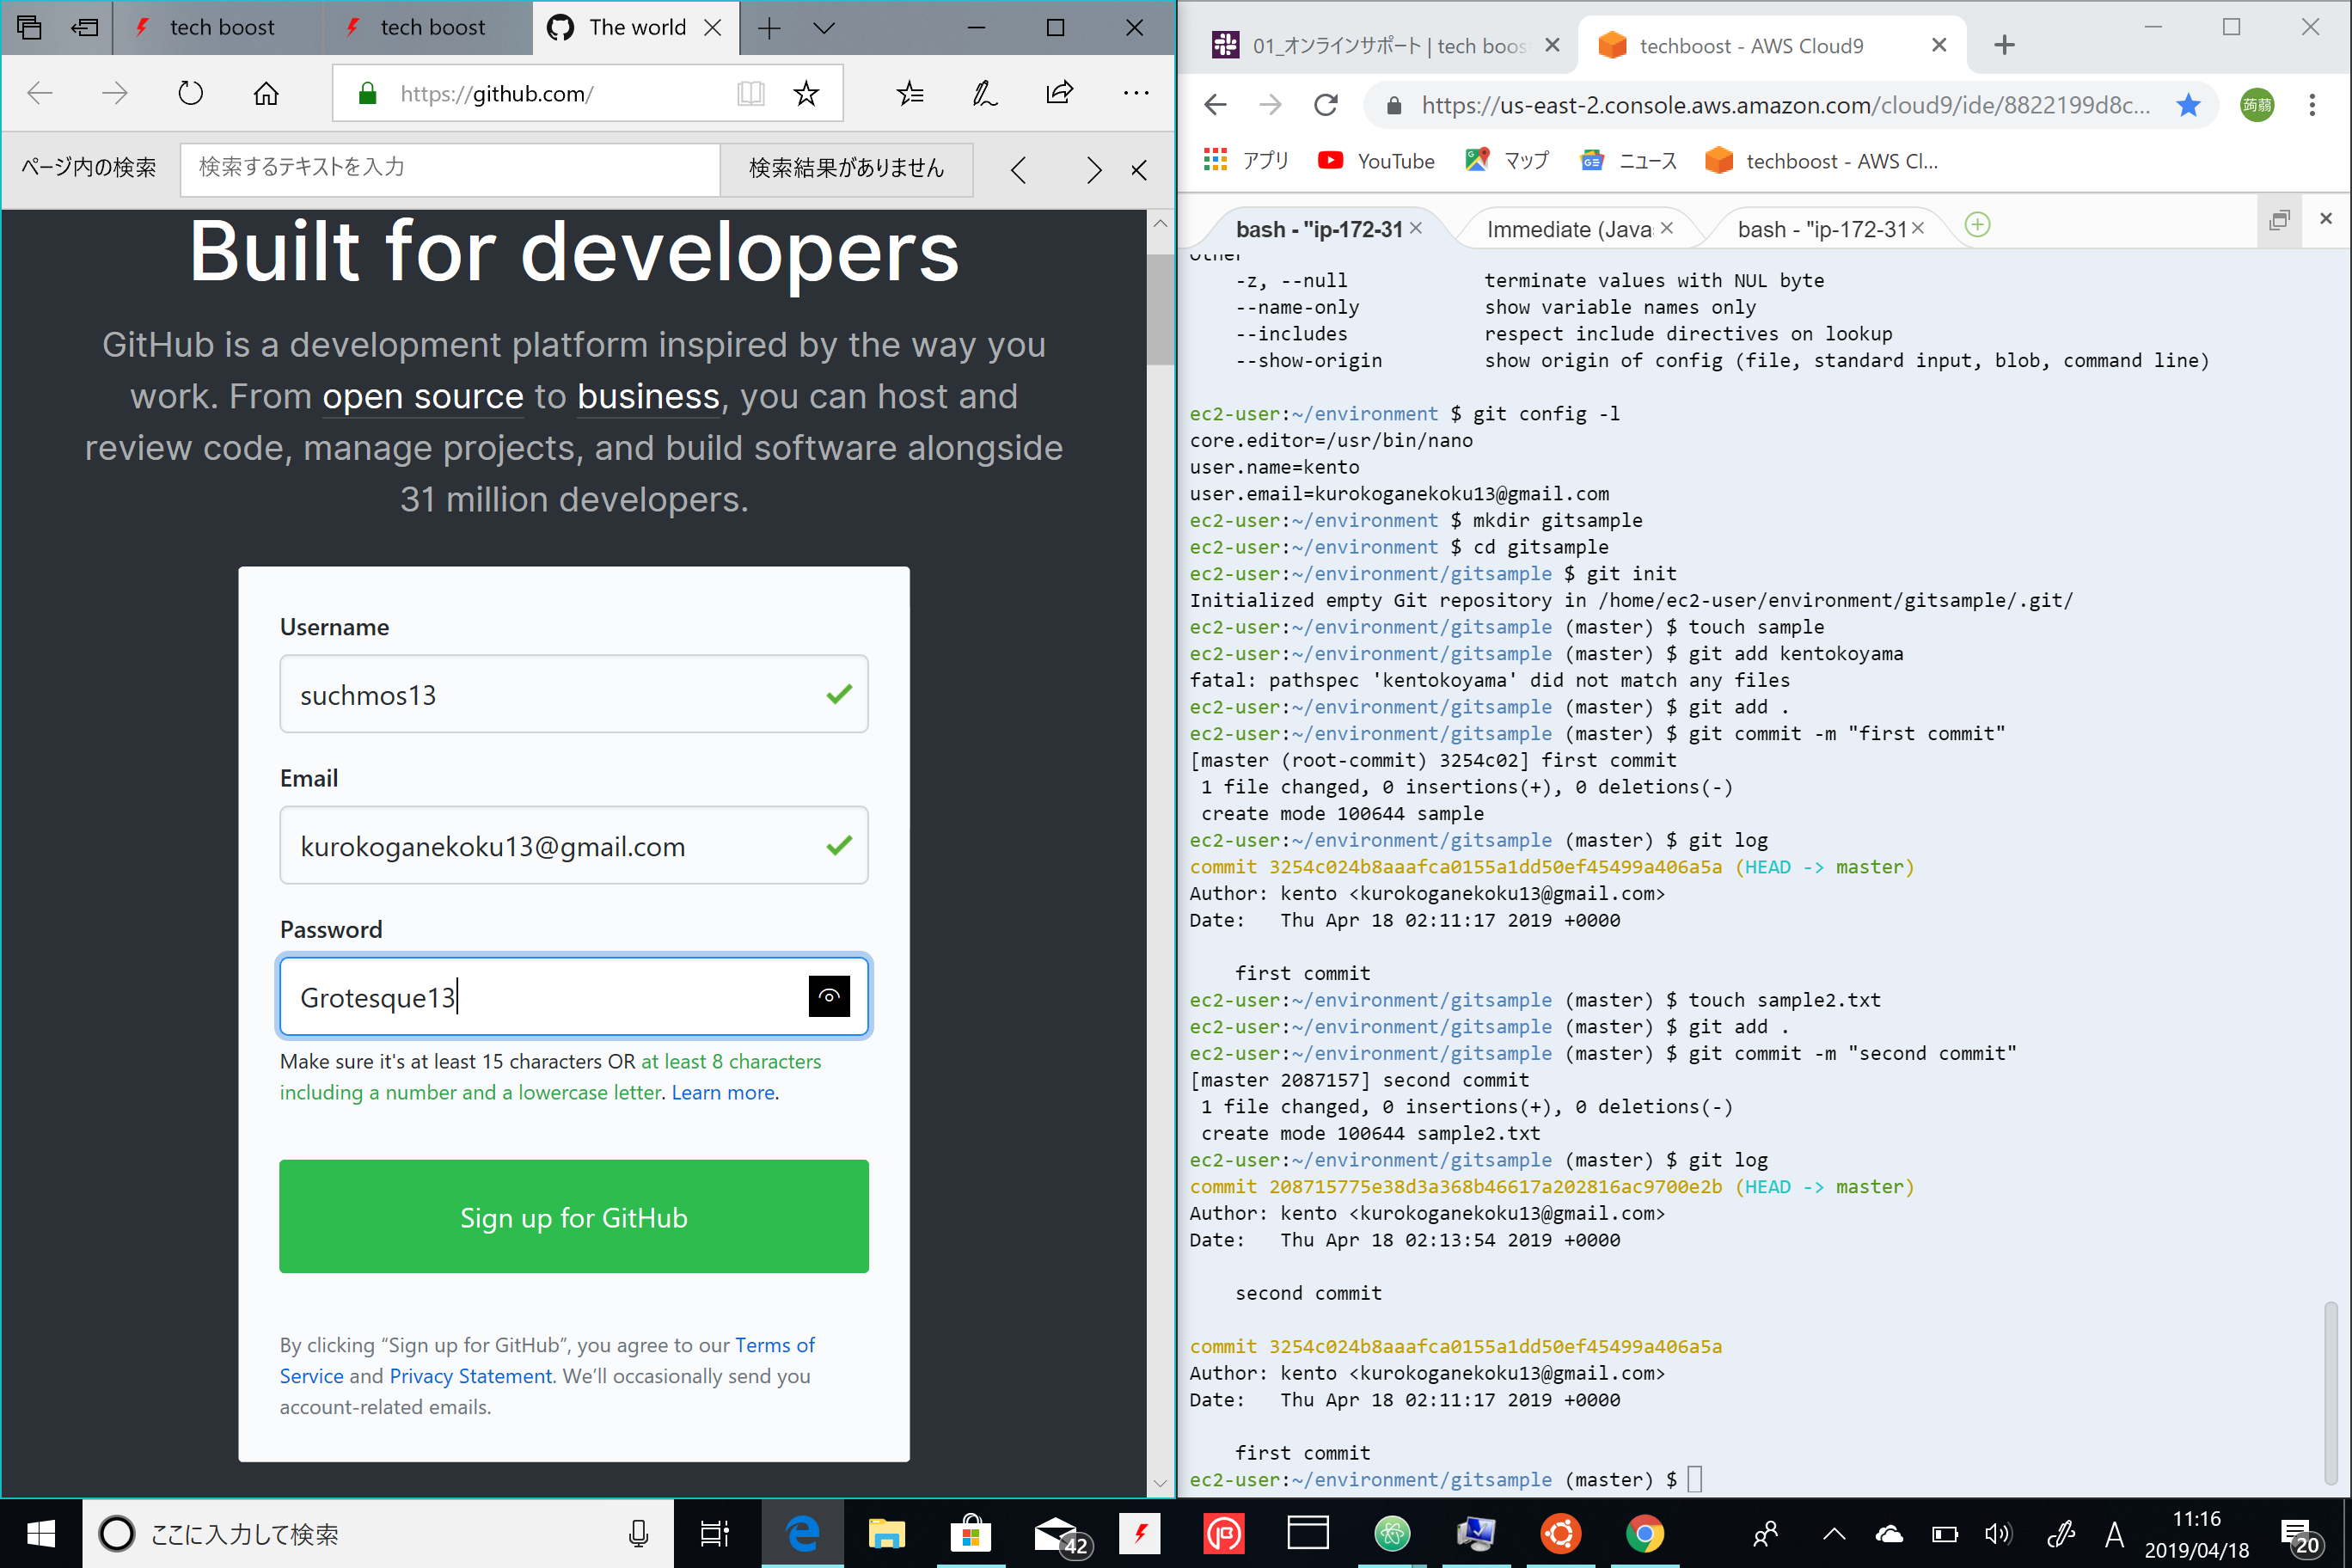 tech boost
tech boost
The world
https://github.com/
ページ内の検索
検索するテキストを入力
検索結果がありません
Built for developers
GitHub is a development platform inspired by the way you
work. From open source to business, you can host and
review code, manage projects, and build software alongside
31 million developers.
Username
suchmos13
Email
kurokoganekoku13@gmail.com
Password
Grotesque13
Make sure it's at least 15 characters OR at least 8 characters
including a number and a lowercase letter. Learn more.
Sign up for GitHub
By clicking “Sign up for GitHub”, you agree to our Terms of
Service and Privacy Statement. We’ll occasionally send you
account-related emails.
01_オンラインサポート | tech boost
techboost - AWS Cloud9
https://us-east-2.console.aws.amazon.com/cloud9/ide/8822199d8c...
蒟蒻
アプリ
YouTube
マップ
ニュース
techboost - AWS Cl...
bash - "ip-172-31
Immediate (Java
bash - "ip-172-31
Other
-z, --null terminate values with NUL byte
--name-only show variable names only
--includes respect include directives on lookup
--show-origin show origin of config (file, standard input, blob, command line)
ec2-user:~/environment $ git config -l
core.editor=/usr/bin/nano
user.name=kento
user.email=kurokoganekoku13@gmail.com
ec2-user:~/environment $ mkdir gitsample
ec2-user:~/environment $ cd gitsample
ec2-user:~/environment/gitsample $ git init
Initialized empty Git repository in /home/ec2-user/environment/gitsample/.git/
ec2-user:~/environment/gitsample (master) $ touch sample
ec2-user:~/environment/gitsample (master) $ git add kentokoyama
fatal: pathspec 'kentokoyama' did not match any files
ec2-user:~/environment/gitsample (master) $ git add .
ec2-user:~/environment/gitsample (master) $ git commit -m "first commit"
[master (root-commit) 3254c02] first commit
1 file changed, 0 insertions(+), 0 deletions(-)
create mode 100644 sample
ec2-user:~/environment/gitsample (master) $ git log
commit 3254c024b8aaafca0155a1dd50ef45499a406a5a (HEAD -> master)
Author: kento <kurokoganekoku13@gmail.com>
Date: Thu Apr 18 02:11:17 2019 +0000
first commit
ec2-user:~/environment/gitsample (master) $ touch sample2.txt
ec2-user:~/environment/gitsample (master) $ git add .
ec2-user:~/environment/gitsample (master) $ git commit -m "second commit"
[master 2087157] second commit
1 file changed, 0 insertions(+), 0 deletions(-)
create mode 100644 sample2.txt
ec2-user:~/environment/gitsample (master) $ git log
commit 208715775e38d3a368b46617a202816ac9700e2b (HEAD -> master)
Author: kento <kurokoganekoku13@gmail.com>
Date: Thu Apr 18 02:13:54 2019 +0000
second commit
commit 3254c024b8aaafca0155a1dd50ef45499a406a5a
Author: kento <kurokoganekoku13@gmail.com>
Date: Thu Apr 18 02:11:17 2019 +0000
first commit
ec2-user:~/environment/gitsample (master) $
ここに入力して検索
42
A
11:16
2019/04/18
20